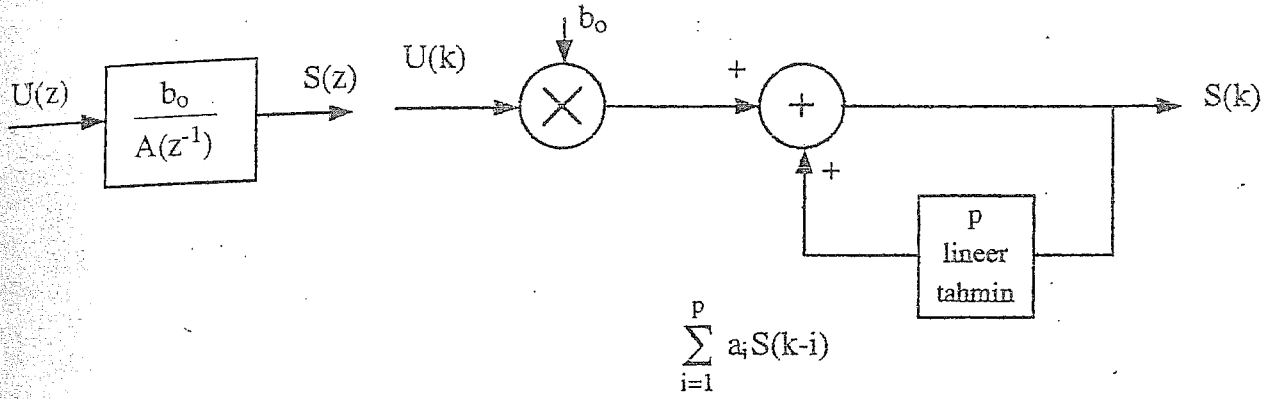 U(z)
b₀
A(z⁻¹)
S(z)
U(k)
b₀
×
+
+
+
S(k)
p
lineer
tahmin
p
∑ aᵢS(k-i)
i=1